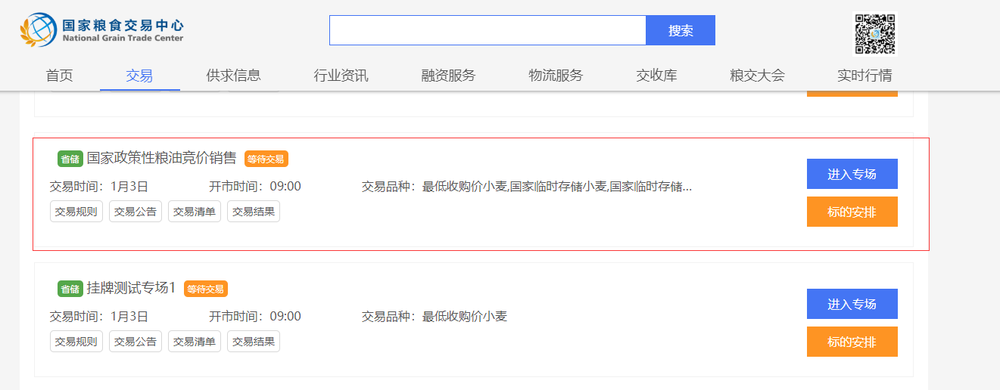 国家粮食交易中心
National Grain Trade Center
搜索
首页 交易 供求信息 行业资讯 融资服务 物流服务 交收库 粮交大会 实时行情
省储 国家政策性粮油竞价销售 等待交易
交易时间：1月3日 开市时间：09:00 交易品种：最低收购价小麦,国家临时存储小麦,国家临时存储...
交易规则 交易公告 交易清单 交易结果
进入专场
标的安排
省储 挂牌测试专场1 等待交易
交易时间：1月3日 开市时间：09:00 交易品种：最低收购价小麦
交易规则 交易公告 交易清单 交易结果
进入专场
标的安排